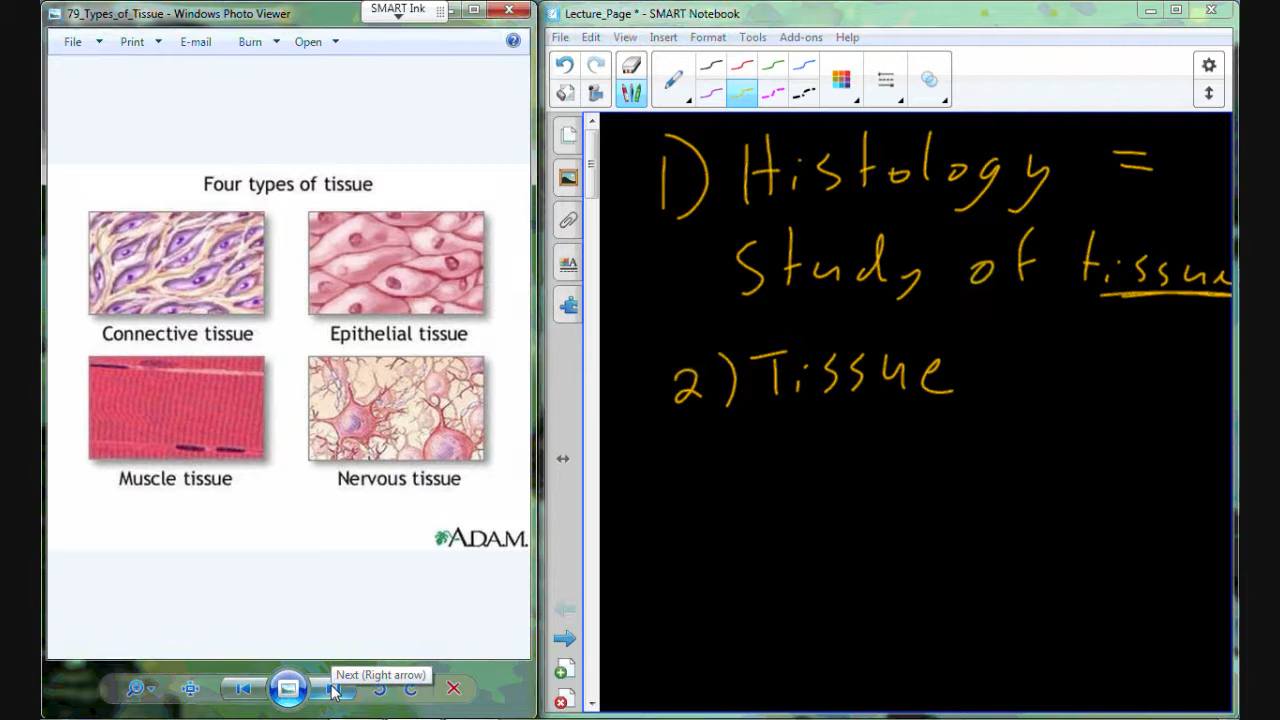 79_Types_of_Tissue - Windows Photo Viewer
SMART Ink
File Print E-mail Burn Open
Four types of tissue
Connective tissue Epithelial tissue
Muscle tissue Nervous tissue
A.D.A.M.
Next (Right arrow)
Lecture_Page * - SMART Notebook
File Edit View Insert Format Tools Add-ons Help
1) Histology =
Study of tissue
2) Tissue